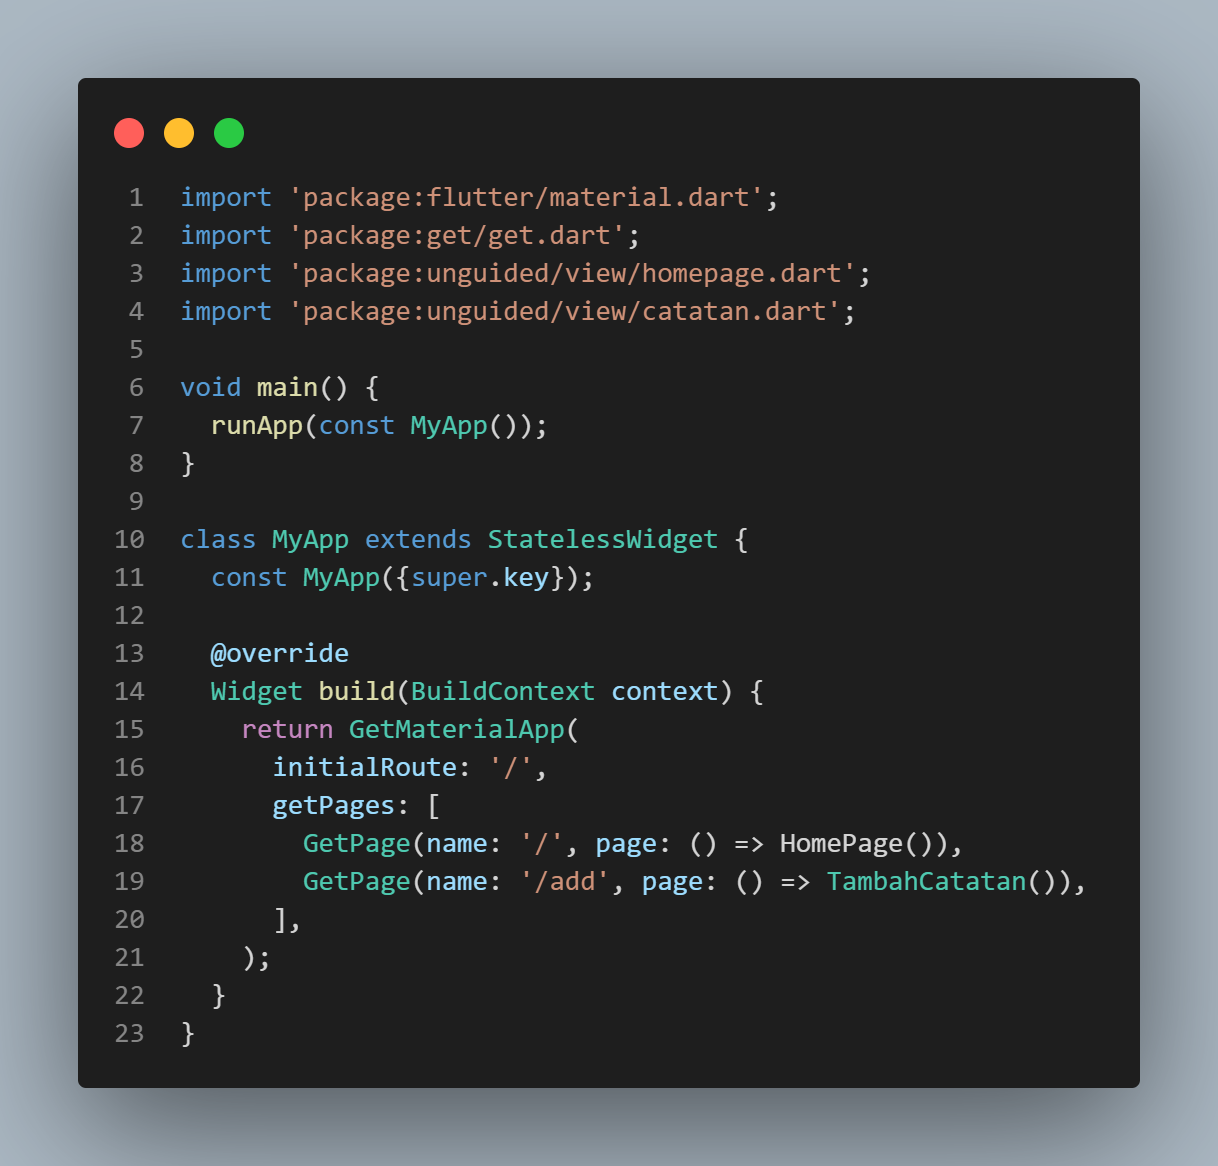 1 import 'package:flutter/material.dart';
2 import 'package:get/get.dart';
3 import 'package:unguided/view/homepage.dart';
4 import 'package:unguided/view/catatan.dart';
5
6 void main() {
7   runApp(const MyApp());
8 }
9
10 class MyApp extends StatelessWidget {
11   const MyApp({super.key});
12
13   @override
14   Widget build(BuildContext context) {
15     return GetMaterialApp(
16       initialRoute: '/',
17       getPages: [
18         GetPage(name: '/', page: () => HomePage()),
19         GetPage(name: '/add', page: () => TambahCatatan()),
20       ],
21     );
22   }
23 }